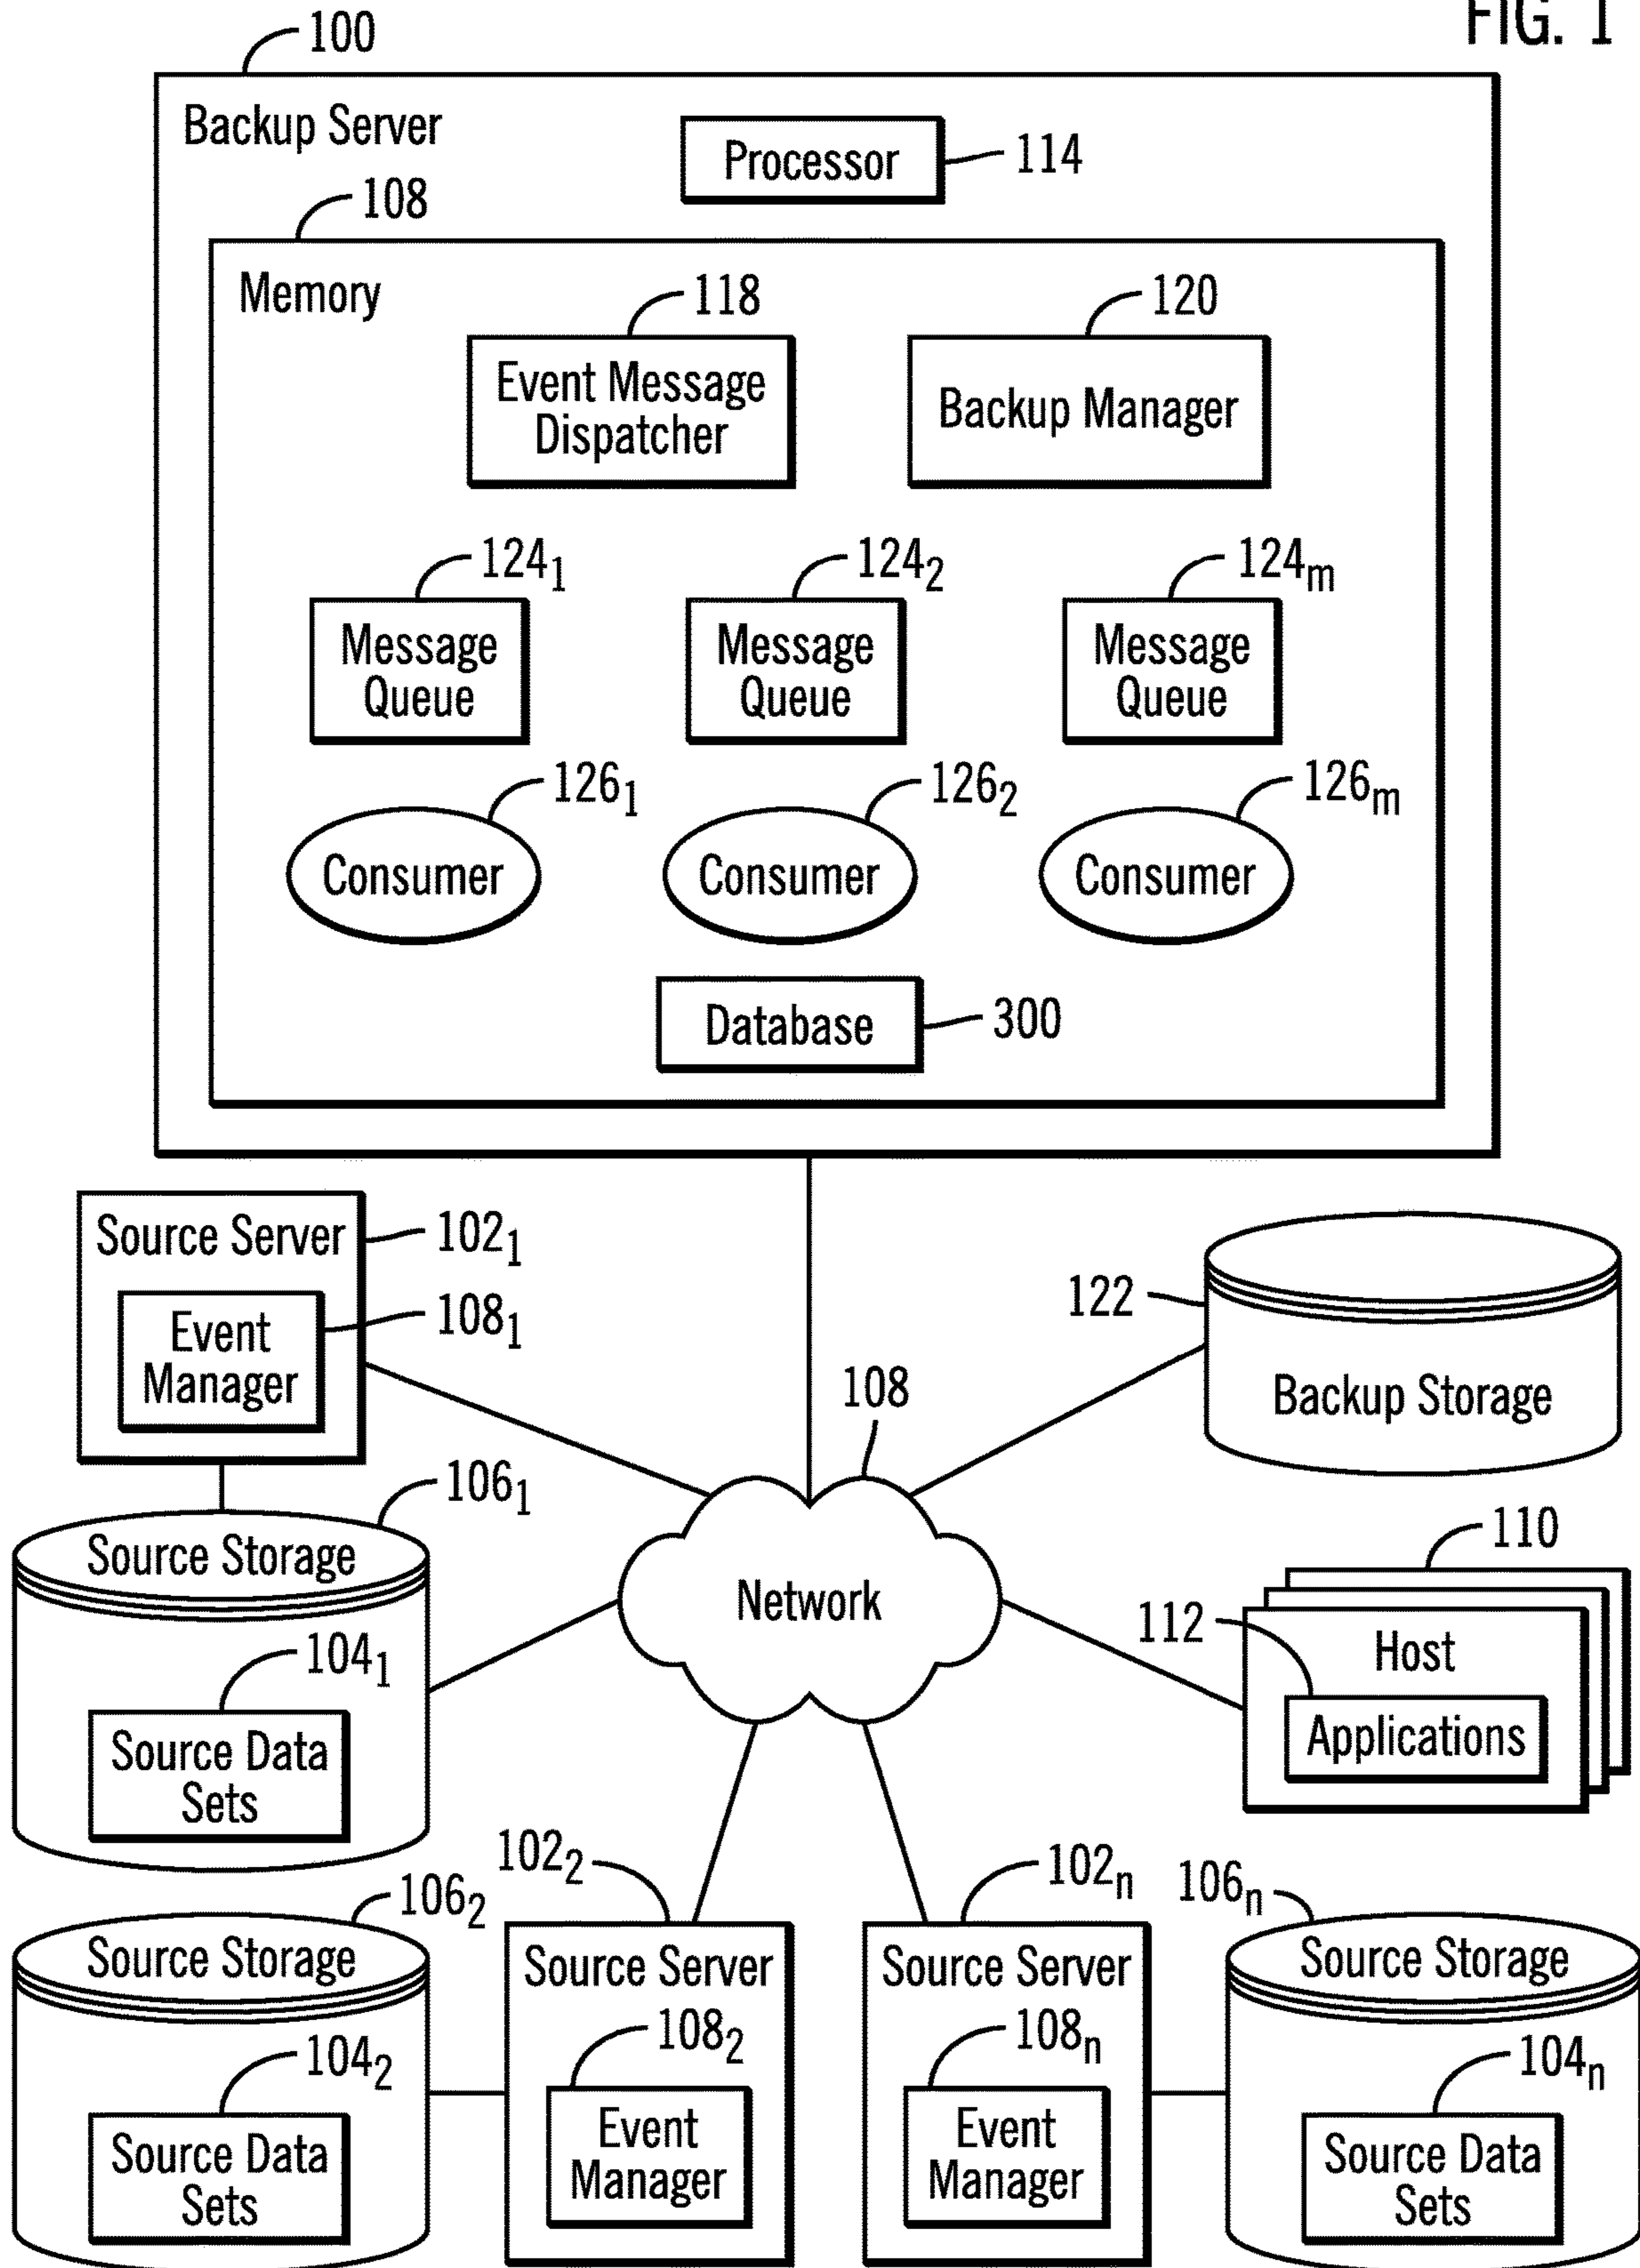 FIG. 1
100
Backup Server
Processor
114
108
Memory
118
120
Event Message
Dispatcher
Backup Manager
124₁
124₂
124ₘ
Message
Queue
Message
Queue
Message
Queue
126₁
126₂
126ₘ
Consumer
Consumer
Consumer
Database
300
Source Server
102₁
Event
Manager
108₁
122
Backup Storage
108
Network
106₁
Source Storage
104₁
Source Data
Sets
110
112
Host
Applications
102₂
102ₙ
106₂
106ₙ
Source Storage
Source Server
Source Server
Source Storage
104₂
108₂
108ₙ
104ₙ
Source Data
Sets
Event
Manager
Event
Manager
Source Data
Sets